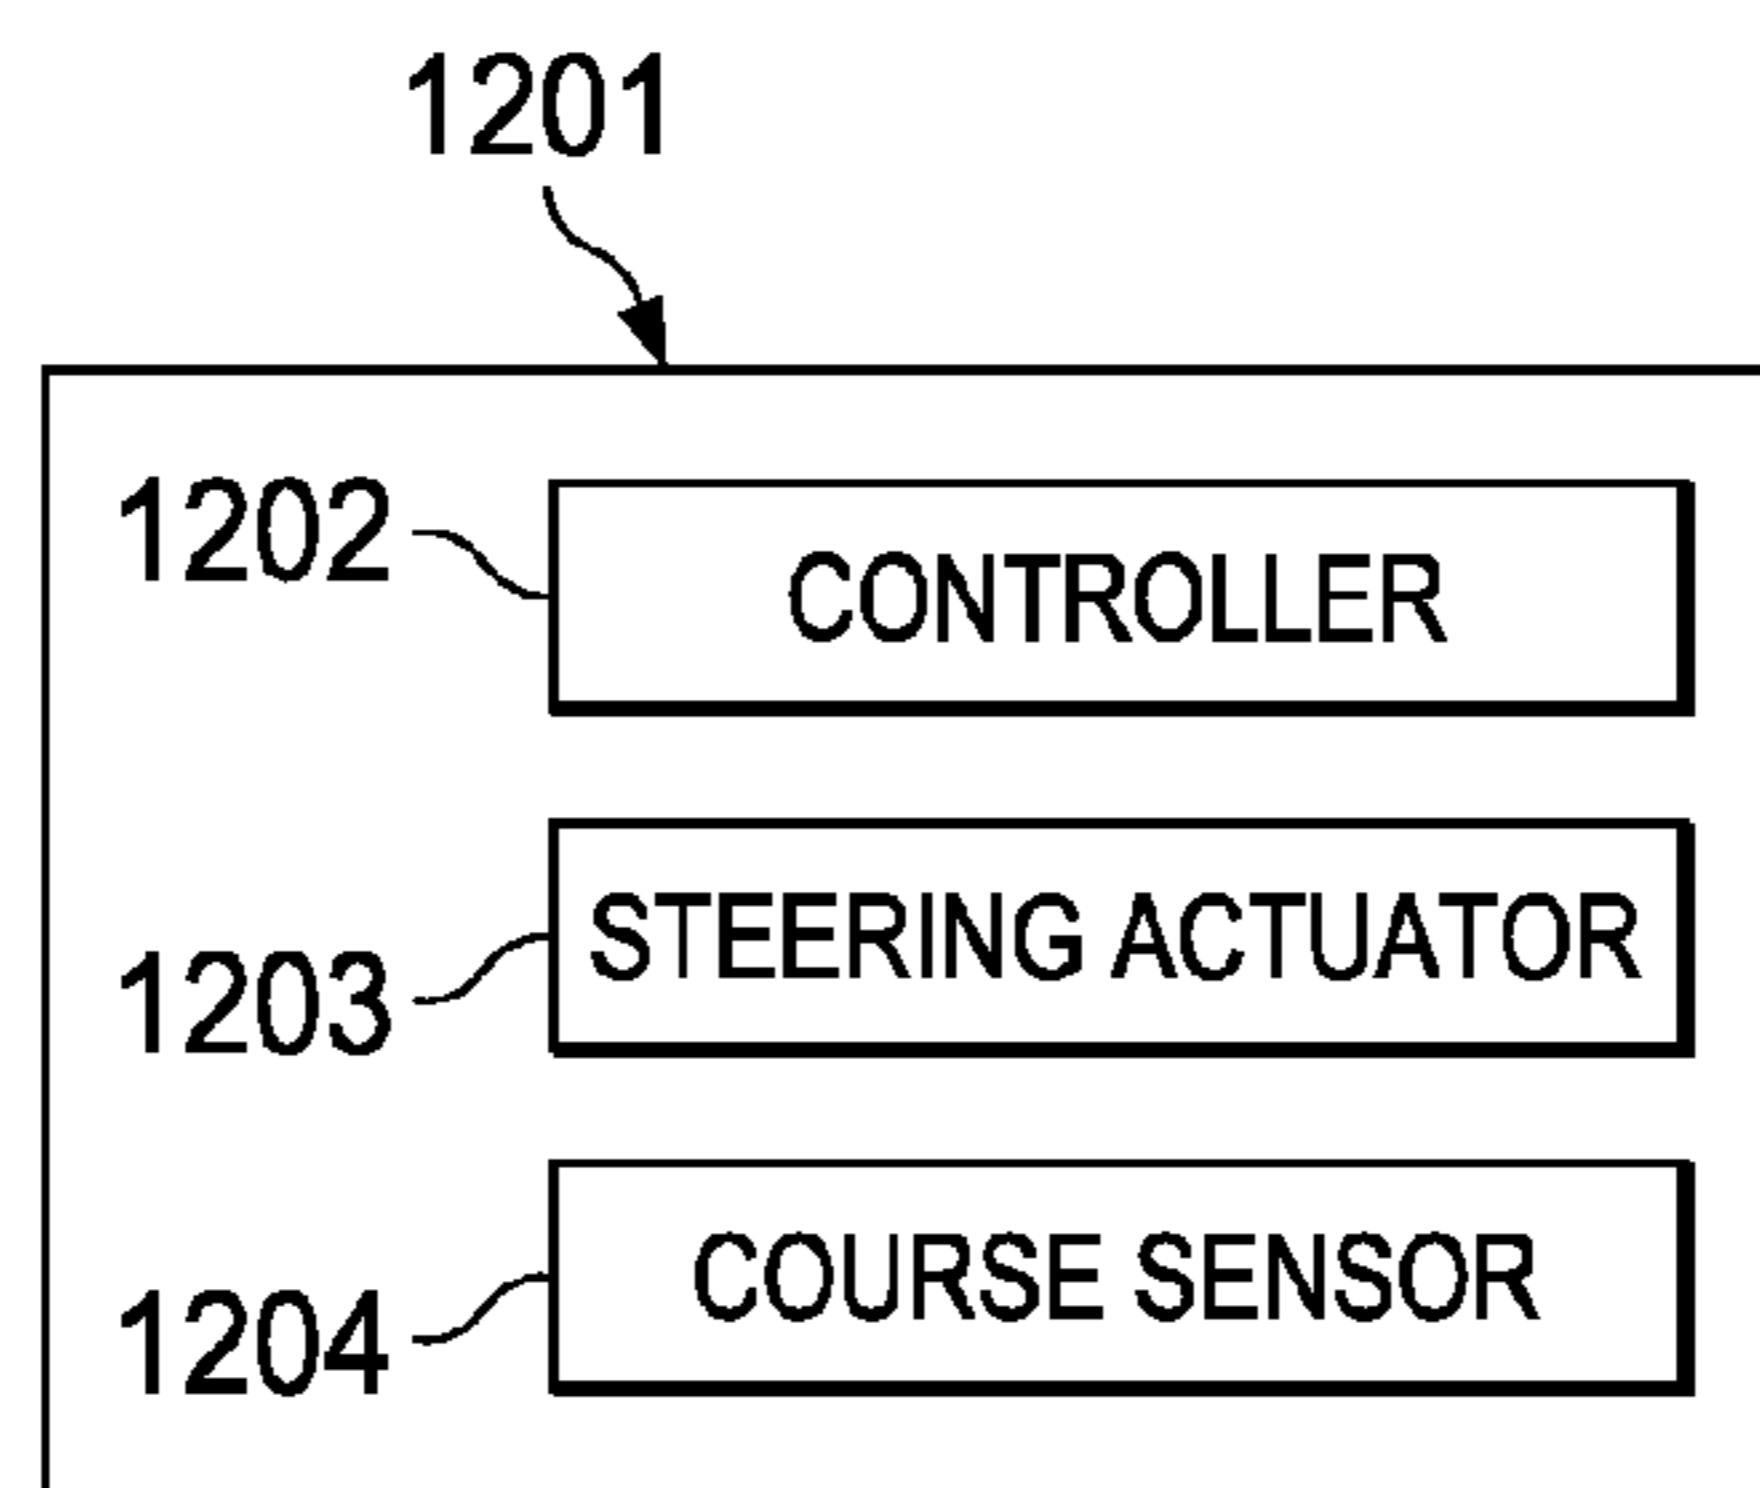 1201
1202
CONTROLLER
1203
STEERING ACTUATOR
1204
COURSE SENSOR